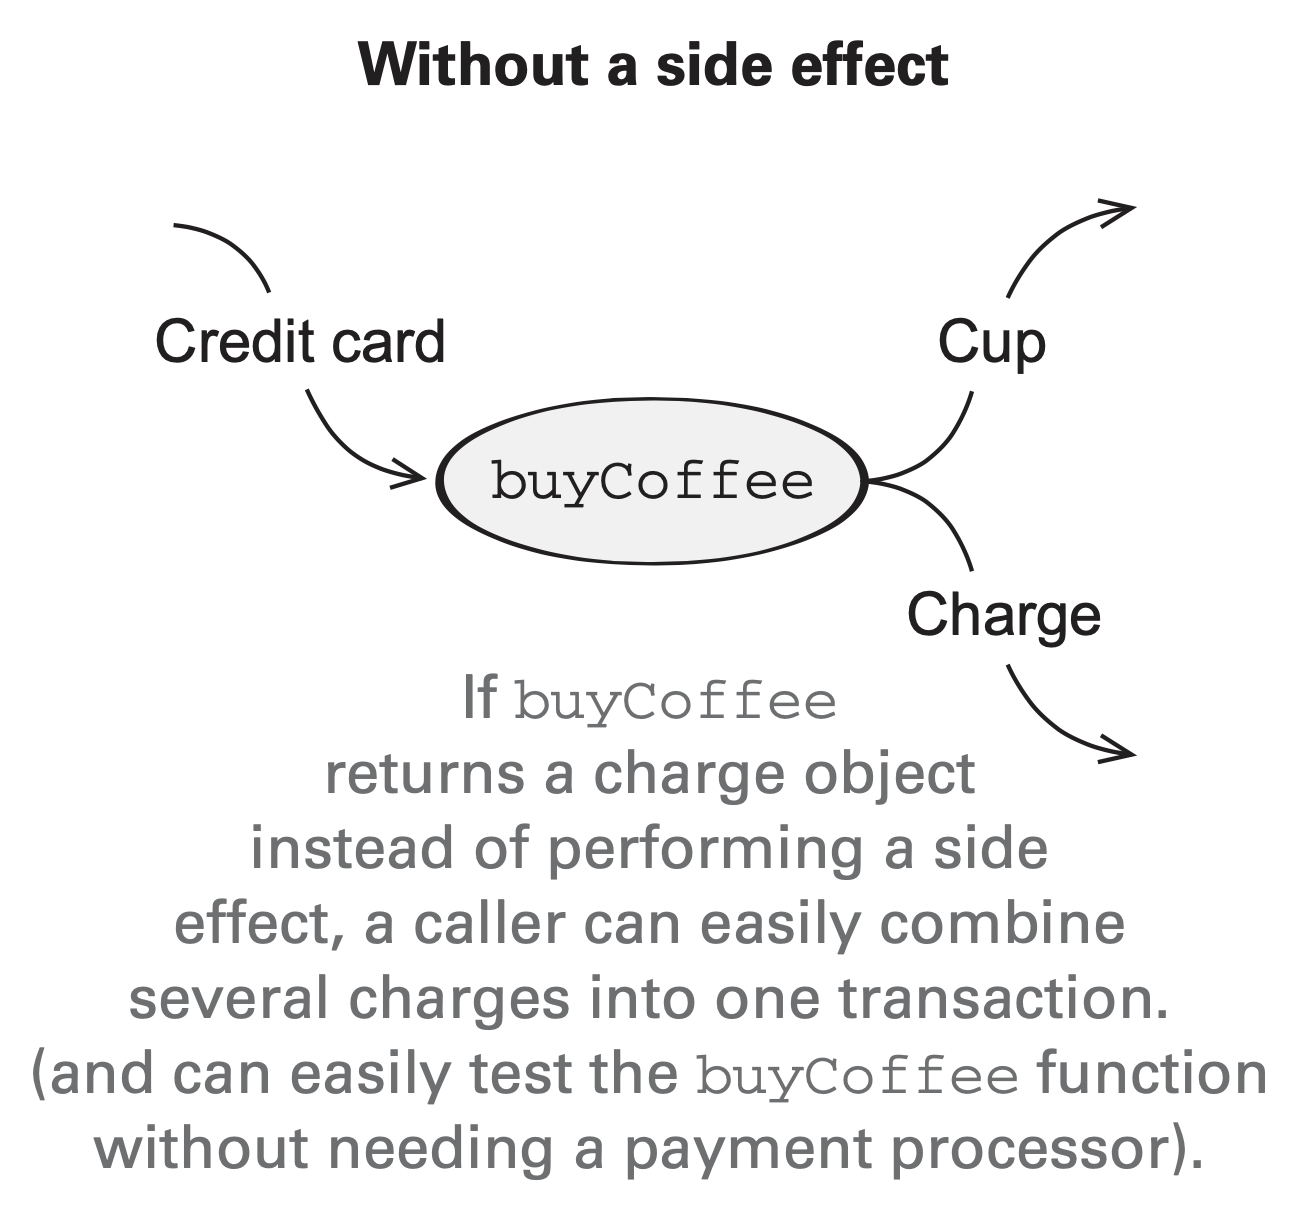 Without a side effect
Credit card
Cup
buyCoffee
Charge
If buyCoffee
returns a charge object
instead of performing a side
effect, a caller can easily combine
several charges into one transaction.
(and can easily test the buyCoffee function
without needing a payment processor).